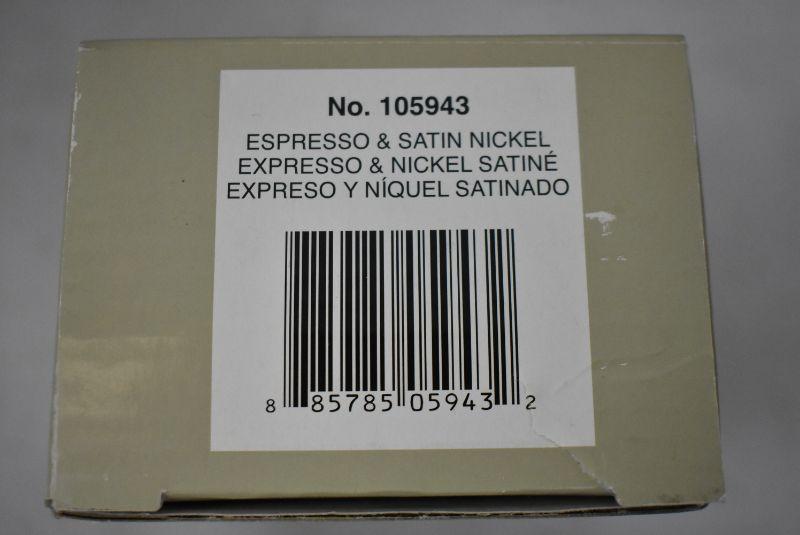 No. 105943
ESPRESSO & SATIN NICKEL
EXPRESSO & NICKEL SATINÉ
EXPRESO Y NÍQUEL SATINADO
8 85785 05943 2